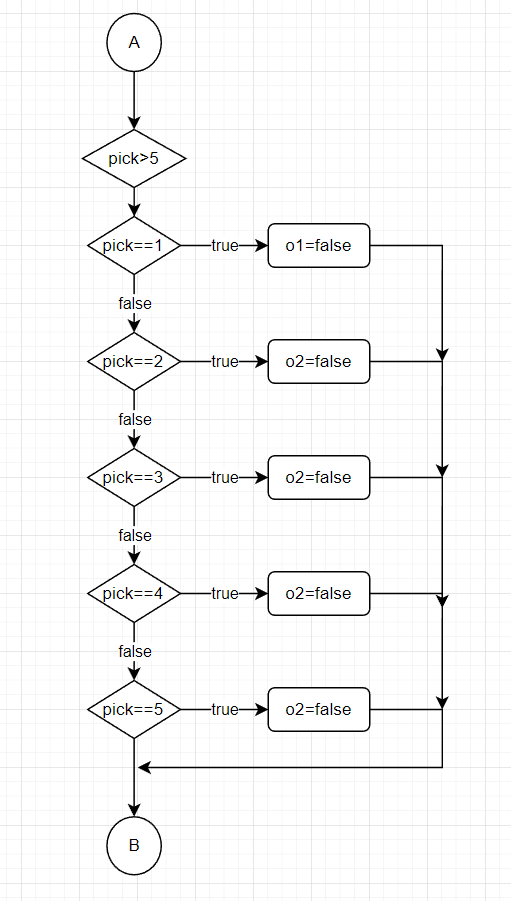 A
pick>5
pick==1
true
o1=false
false
pick==2
true
o2=false
false
pick==3
true
o2=false
false
pick==4
true
o2=false
false
pick==5
true
o2=false
B